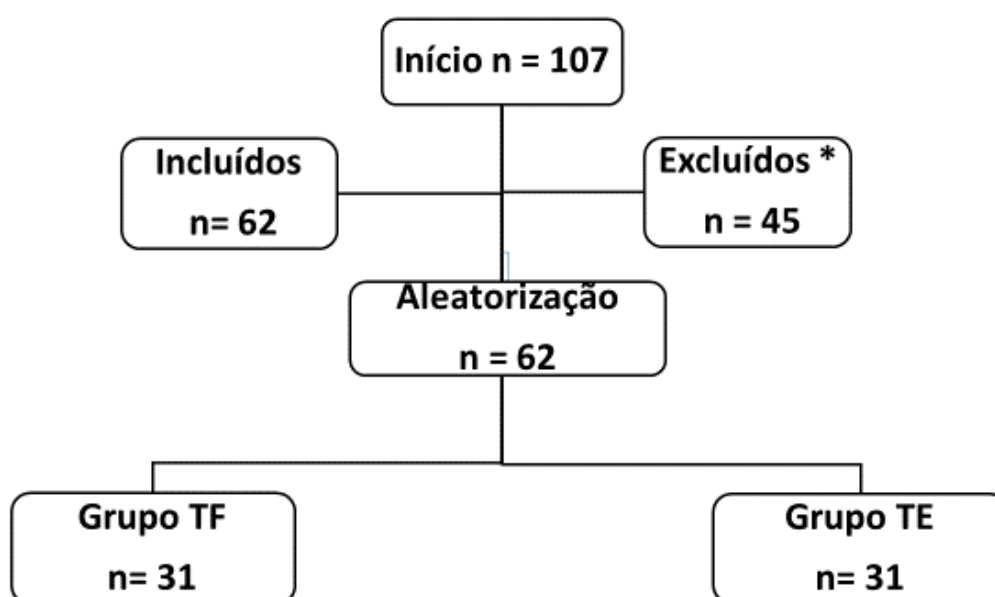 Início n = 107
Incluídos
n= 62
Excluídos *
n = 45
Aleatorização
n = 62
Grupo TF
n= 31
Grupo TE
n= 31